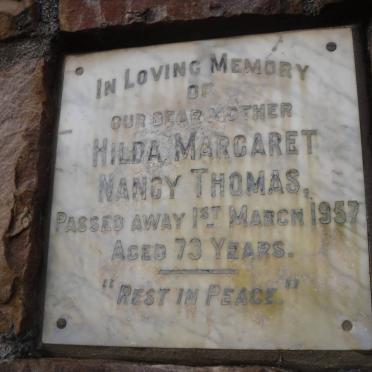 IN LOVING MEMORY
OF
OUR DEAR MOTHER
HILDA MARGARET
NANCY THOMAS,
PASSED AWAY 1ST MARCH 1957
AGED 73 YEARS.
"REST IN PEACE."